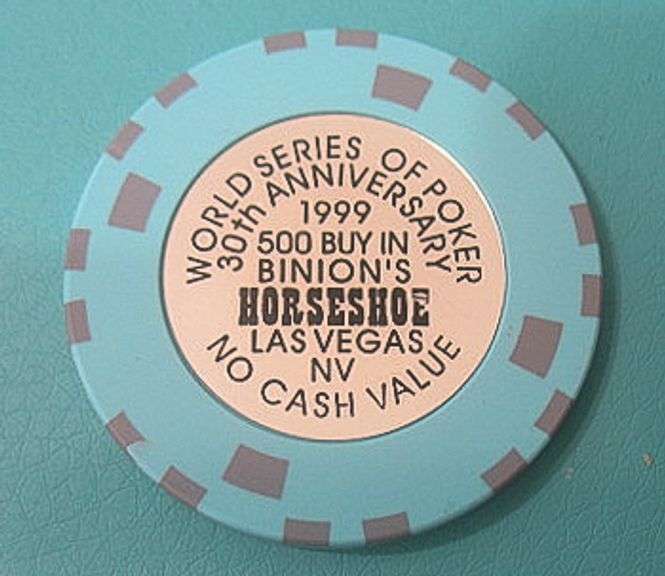 WORLD SERIES OF POKER
30th ANNIVERSARY
1999
500 BUY IN
BINION'S
HORSESHOE
LAS VEGAS
NV
NO CASH VALUE